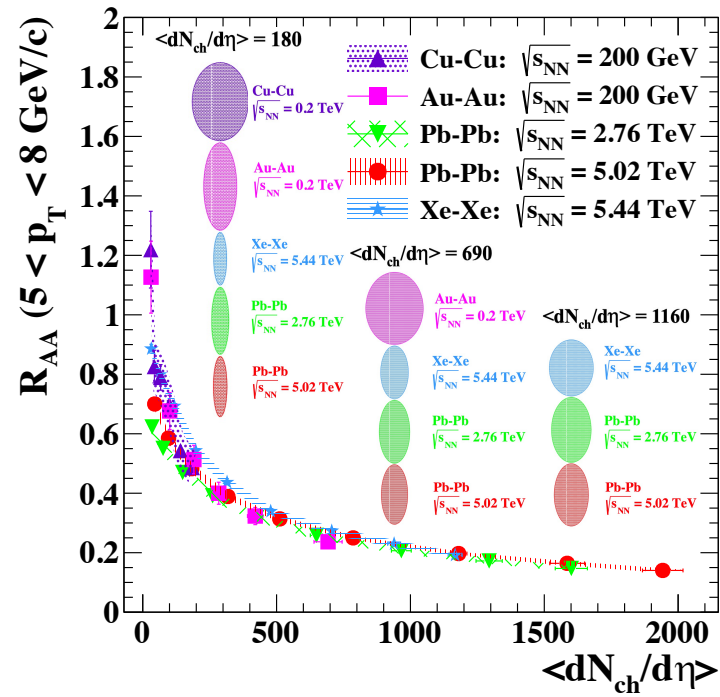 <dN_ch/dη> = 180
Cu-Cu: √s_NN = 200 GeV
Au-Au: √s_NN = 200 GeV
Pb-Pb: √s_NN = 2.76 TeV
Pb-Pb: √s_NN = 5.02 TeV
Xe-Xe: √s_NN = 5.44 TeV
Cu-Cu
√s_NN = 0.2 TeV
Au-Au
√s_NN = 0.2 TeV
Xe-Xe
√s_NN = 5.44 TeV
Pb-Pb
√s_NN = 2.76 TeV
Pb-Pb
√s_NN = 5.02 TeV
<dN_ch/dη> = 690
Au-Au
√s_NN = 0.2 TeV
Xe-Xe
√s_NN = 5.44 TeV
Pb-Pb
√s_NN = 2.76 TeV
Pb-Pb
√s_NN = 5.02 TeV
<dN_ch/dη> = 1160
Xe-Xe
√s_NN = 5.44 TeV
Pb-Pb
√s_NN = 2.76 TeV
Pb-Pb
√s_NN = 5.02 TeV
R_AA (5 < p_T < 8 GeV/c)
2
1.8
1.6
1.4
1.2
1
0.8
0.6
0.4
0.2
0
0 500 1000 1500 2000
<dN_ch/dη>